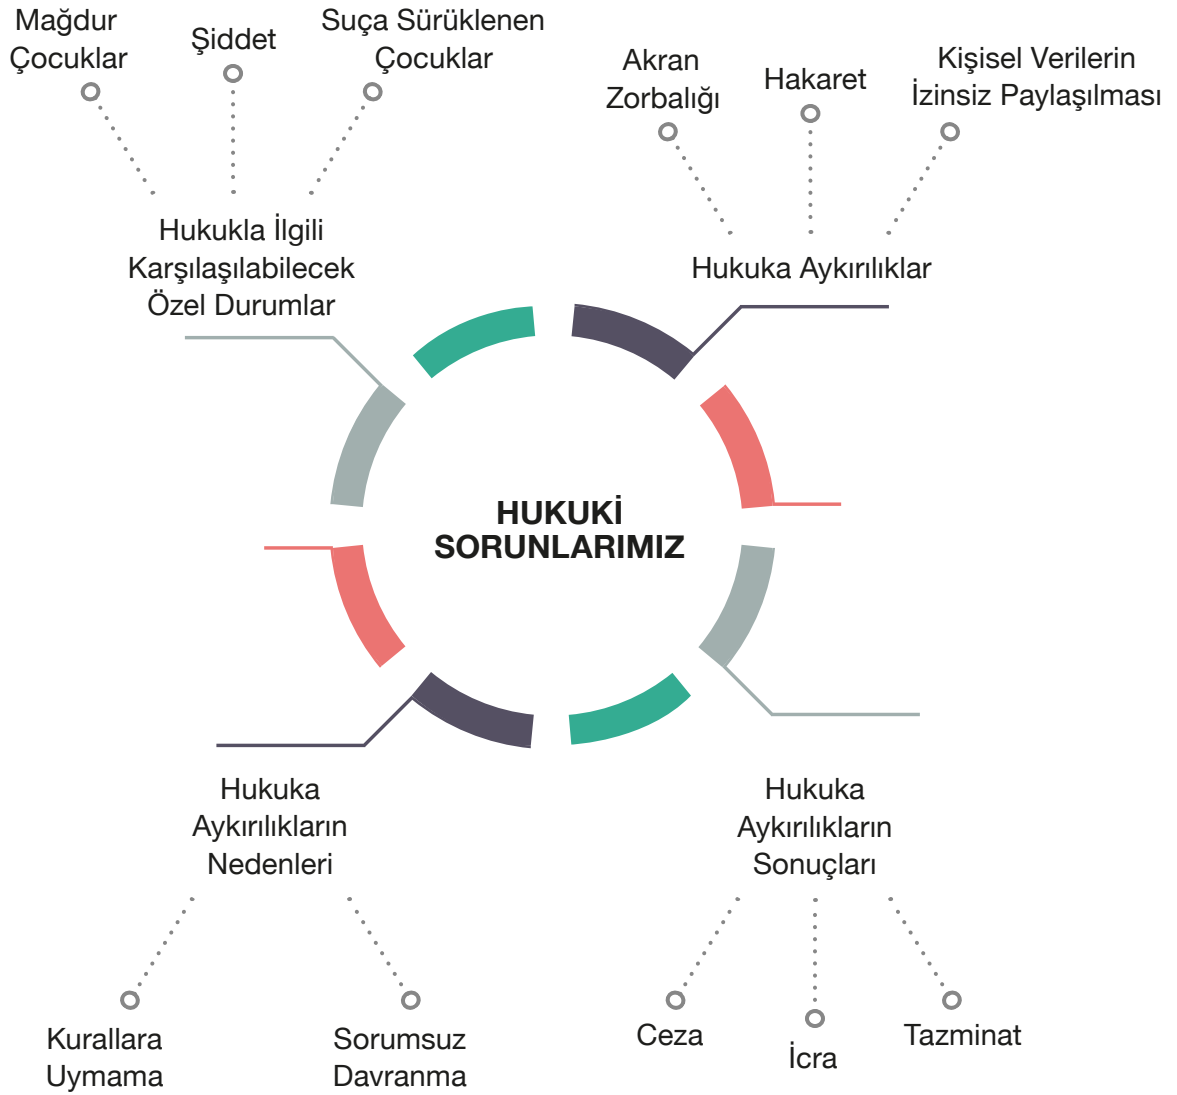 Mağdur
Çocuklar
Şiddet
Suça Sürüklenen
Çocuklar
Hukukla İlgili
Karşılaşılabilecek
Özel Durumlar
Akran
Zorbalığı
Hakaret
Kişisel Verilerin
İzinsiz Paylaşılması
Hukuka Aykırılıklar
HUKUKİ
SORUNLARIMIZ
Hukuka
Aykırılıkların
Nedenleri
Kurallara
Uymama
Sorumsuz
Davranma
Hukuka
Aykırılıkların
Sonuçları
Ceza
İcra
Tazminat